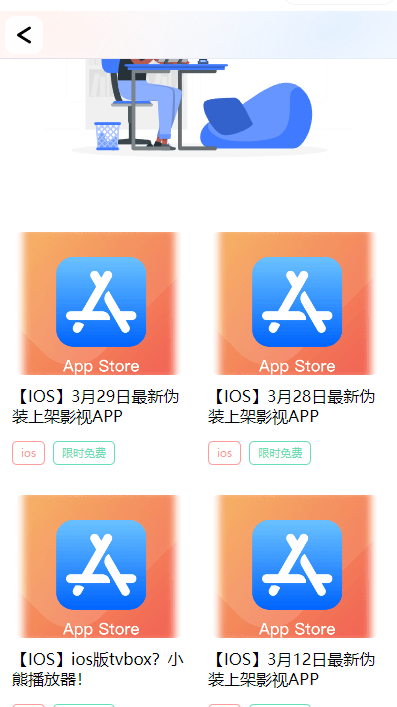 App Store
App Store
【IOS】3月29日最新伪
装上架影视APP
【IOS】3月28日最新伪
装上架影视APP
ios
限时免费
ios
限时免费
App Store
App Store
【IOS】ios版tvbox？小
熊播放器！
【IOS】3月12日最新伪
装上架影视APP